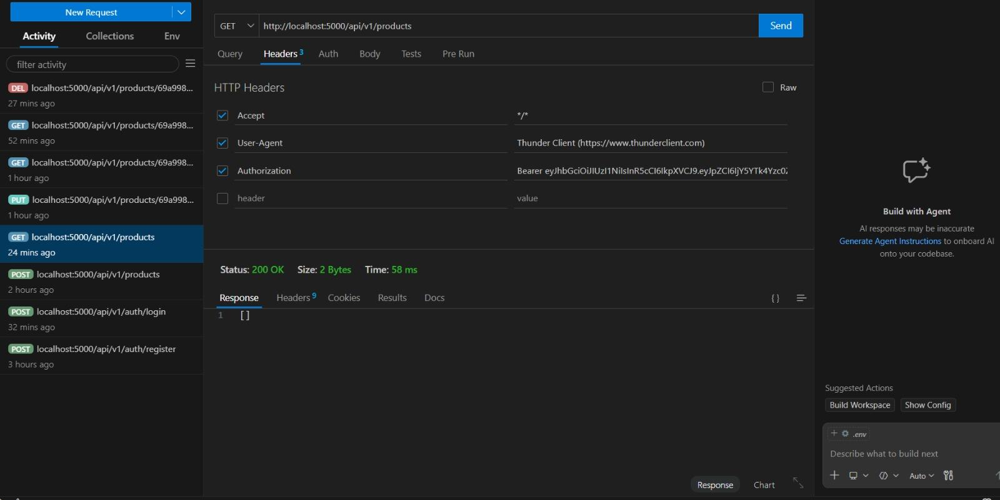 New Request
Activity Collections Env
filter activity
DEL localhost:5000/api/v1/products/69a998...
27 mins ago
GET localhost:5000/api/v1/products/69a998...
52 mins ago
GET localhost:5000/api/v1/products/69a998...
1 hour ago
PUT localhost:5000/api/v1/products/69a998...
1 hour ago
GET localhost:5000/api/v1/products
24 mins ago
POST localhost:5000/api/v1/products
2 hours ago
POST localhost:5000/api/v1/auth/login
32 mins ago
POST localhost:5000/api/v1/auth/register
3 hours ago
GET http://localhost:5000/api/v1/products Send
Query Headers 3 Auth Body Tests Pre Run
HTTP Headers Raw
Accept */*
User-Agent Thunder Client (https://www.thunderclient.com)
Authorization Bearer eyJhbGciOiJIUzI1NiIsInR5cCI6IkpXVCJ9.eyJpZCI6IjY5YTk4Yzc0Z
header value
Status: 200 OK Size: 2 Bytes Time: 58 ms
Response Headers 9 Cookies Results Docs { }
1 []
Response Chart
Build with Agent
AI responses may be inaccurate
Generate Agent Instructions to onboard AI
onto your codebase.
Suggested Actions
Build Workspace Show Config
.env
Describe what to build next
Auto